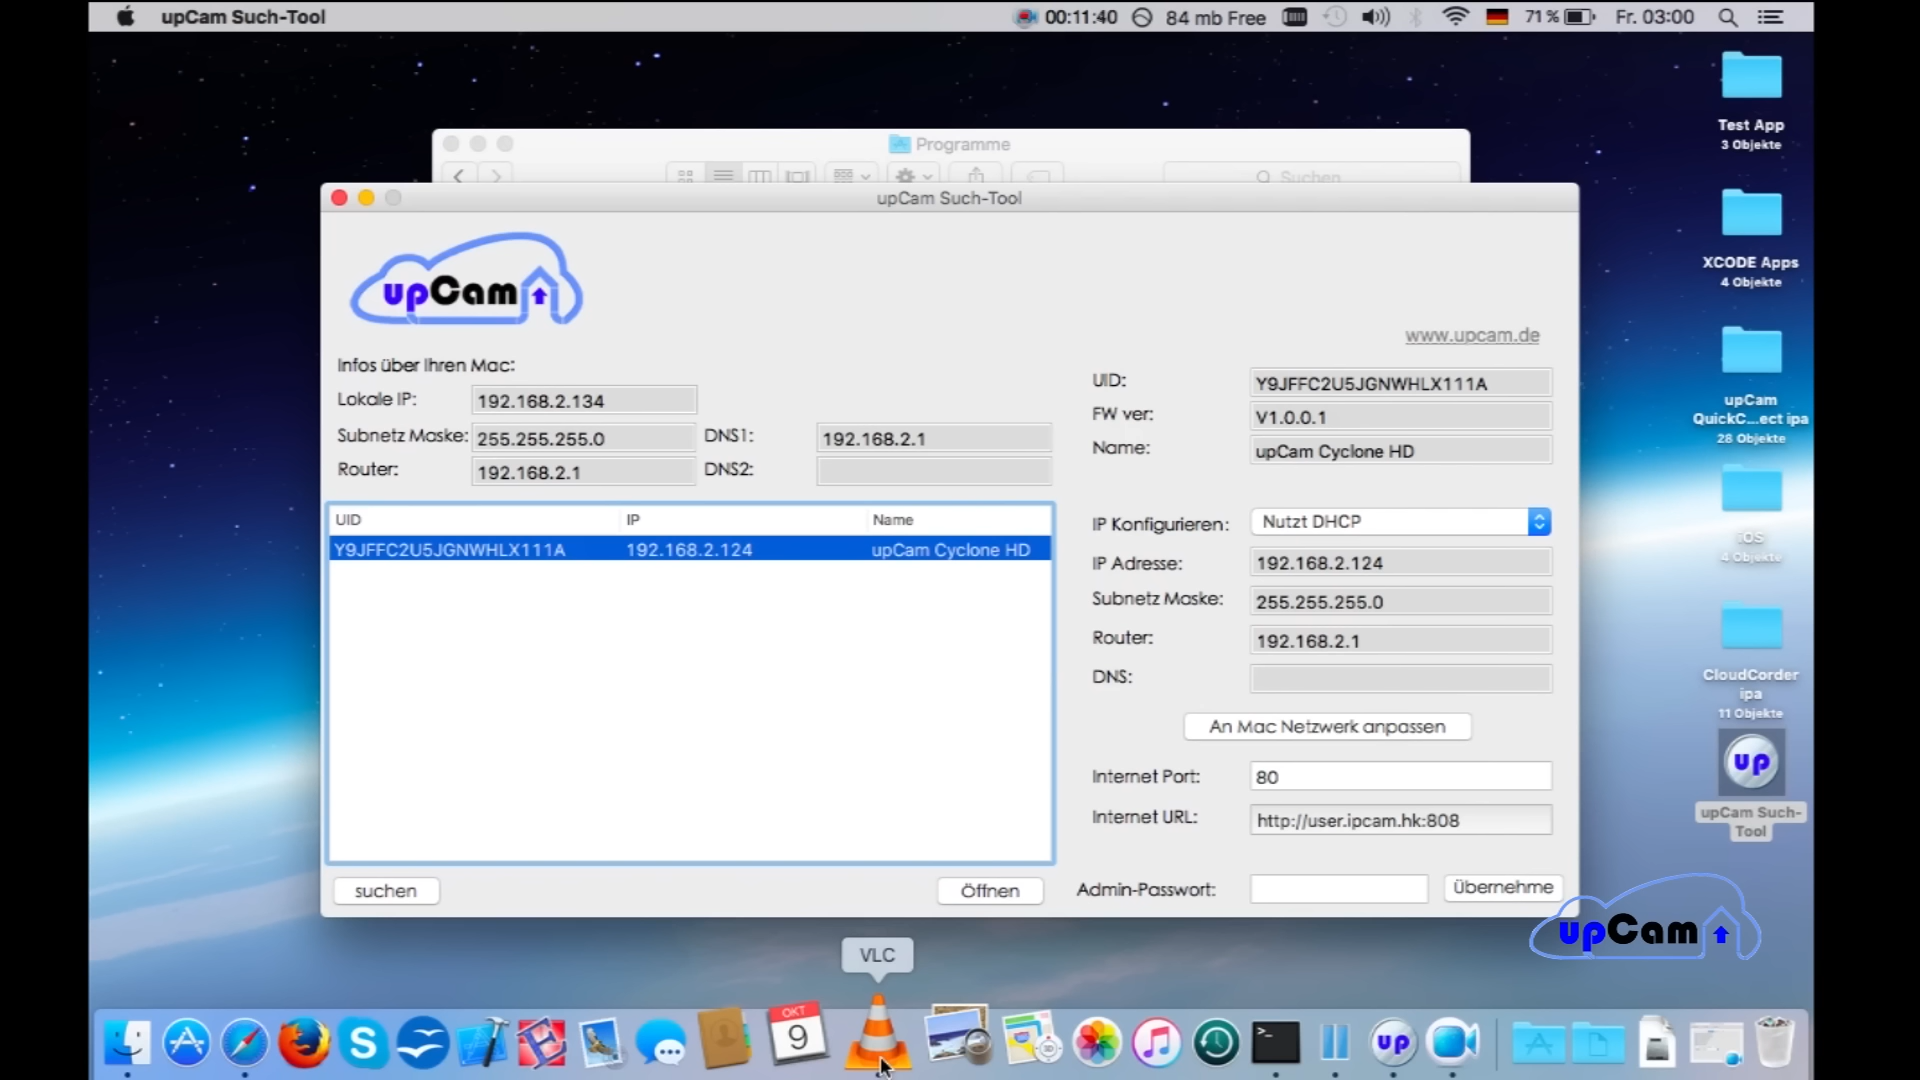 upCam Such-Tool
00:11:40
84 mb Free
71 %
Fr. 03:00
Test App
3 Objekte
XCODE Apps
4 Objekte
upCam
QuickC...ect ipa
28 Objekte
iOS
4 Objekte
CloudCorder
ipa
11 Objekte
up
upCam Such-
Tool
Programme
Suchen
upCam Such-Tool
upCam
www.upcam.de
Infos über Ihren Mac:
Lokale IP: 192.168.2.134
Subnetz Maske: 255.255.255.0 DNS1: 192.168.2.1
Router: 192.168.2.1 DNS2:
UID IP Name
Y9JFFC2U5JGNWHLX111A 192.168.2.124 upCam Cyclone HD
suchen
Öffnen
UID: Y9JFFC2U5JGNWHLX111A
FW ver: V1.0.0.1
Name: upCam Cyclone HD
IP Konfigurieren: Nutzt DHCP
IP Adresse: 192.168.2.124
Subnetz Maske: 255.255.255.0
Router: 192.168.2.1
DNS:
An Mac Netzwerk anpassen
Internet Port: 80
Internet URL: http://user.ipcam.hk:808
Admin-Passwort: übernehme
upCam
VLC
OKT
9
3D
up